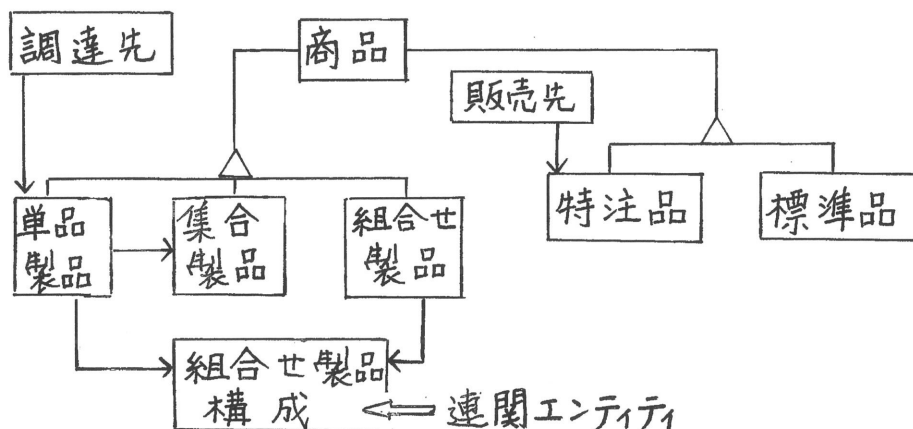 調達先
商品
販売先
単品
製品
集合
製品
組合せ
製品
特注品
標準品
組合せ製品
構成
連関エンティティ